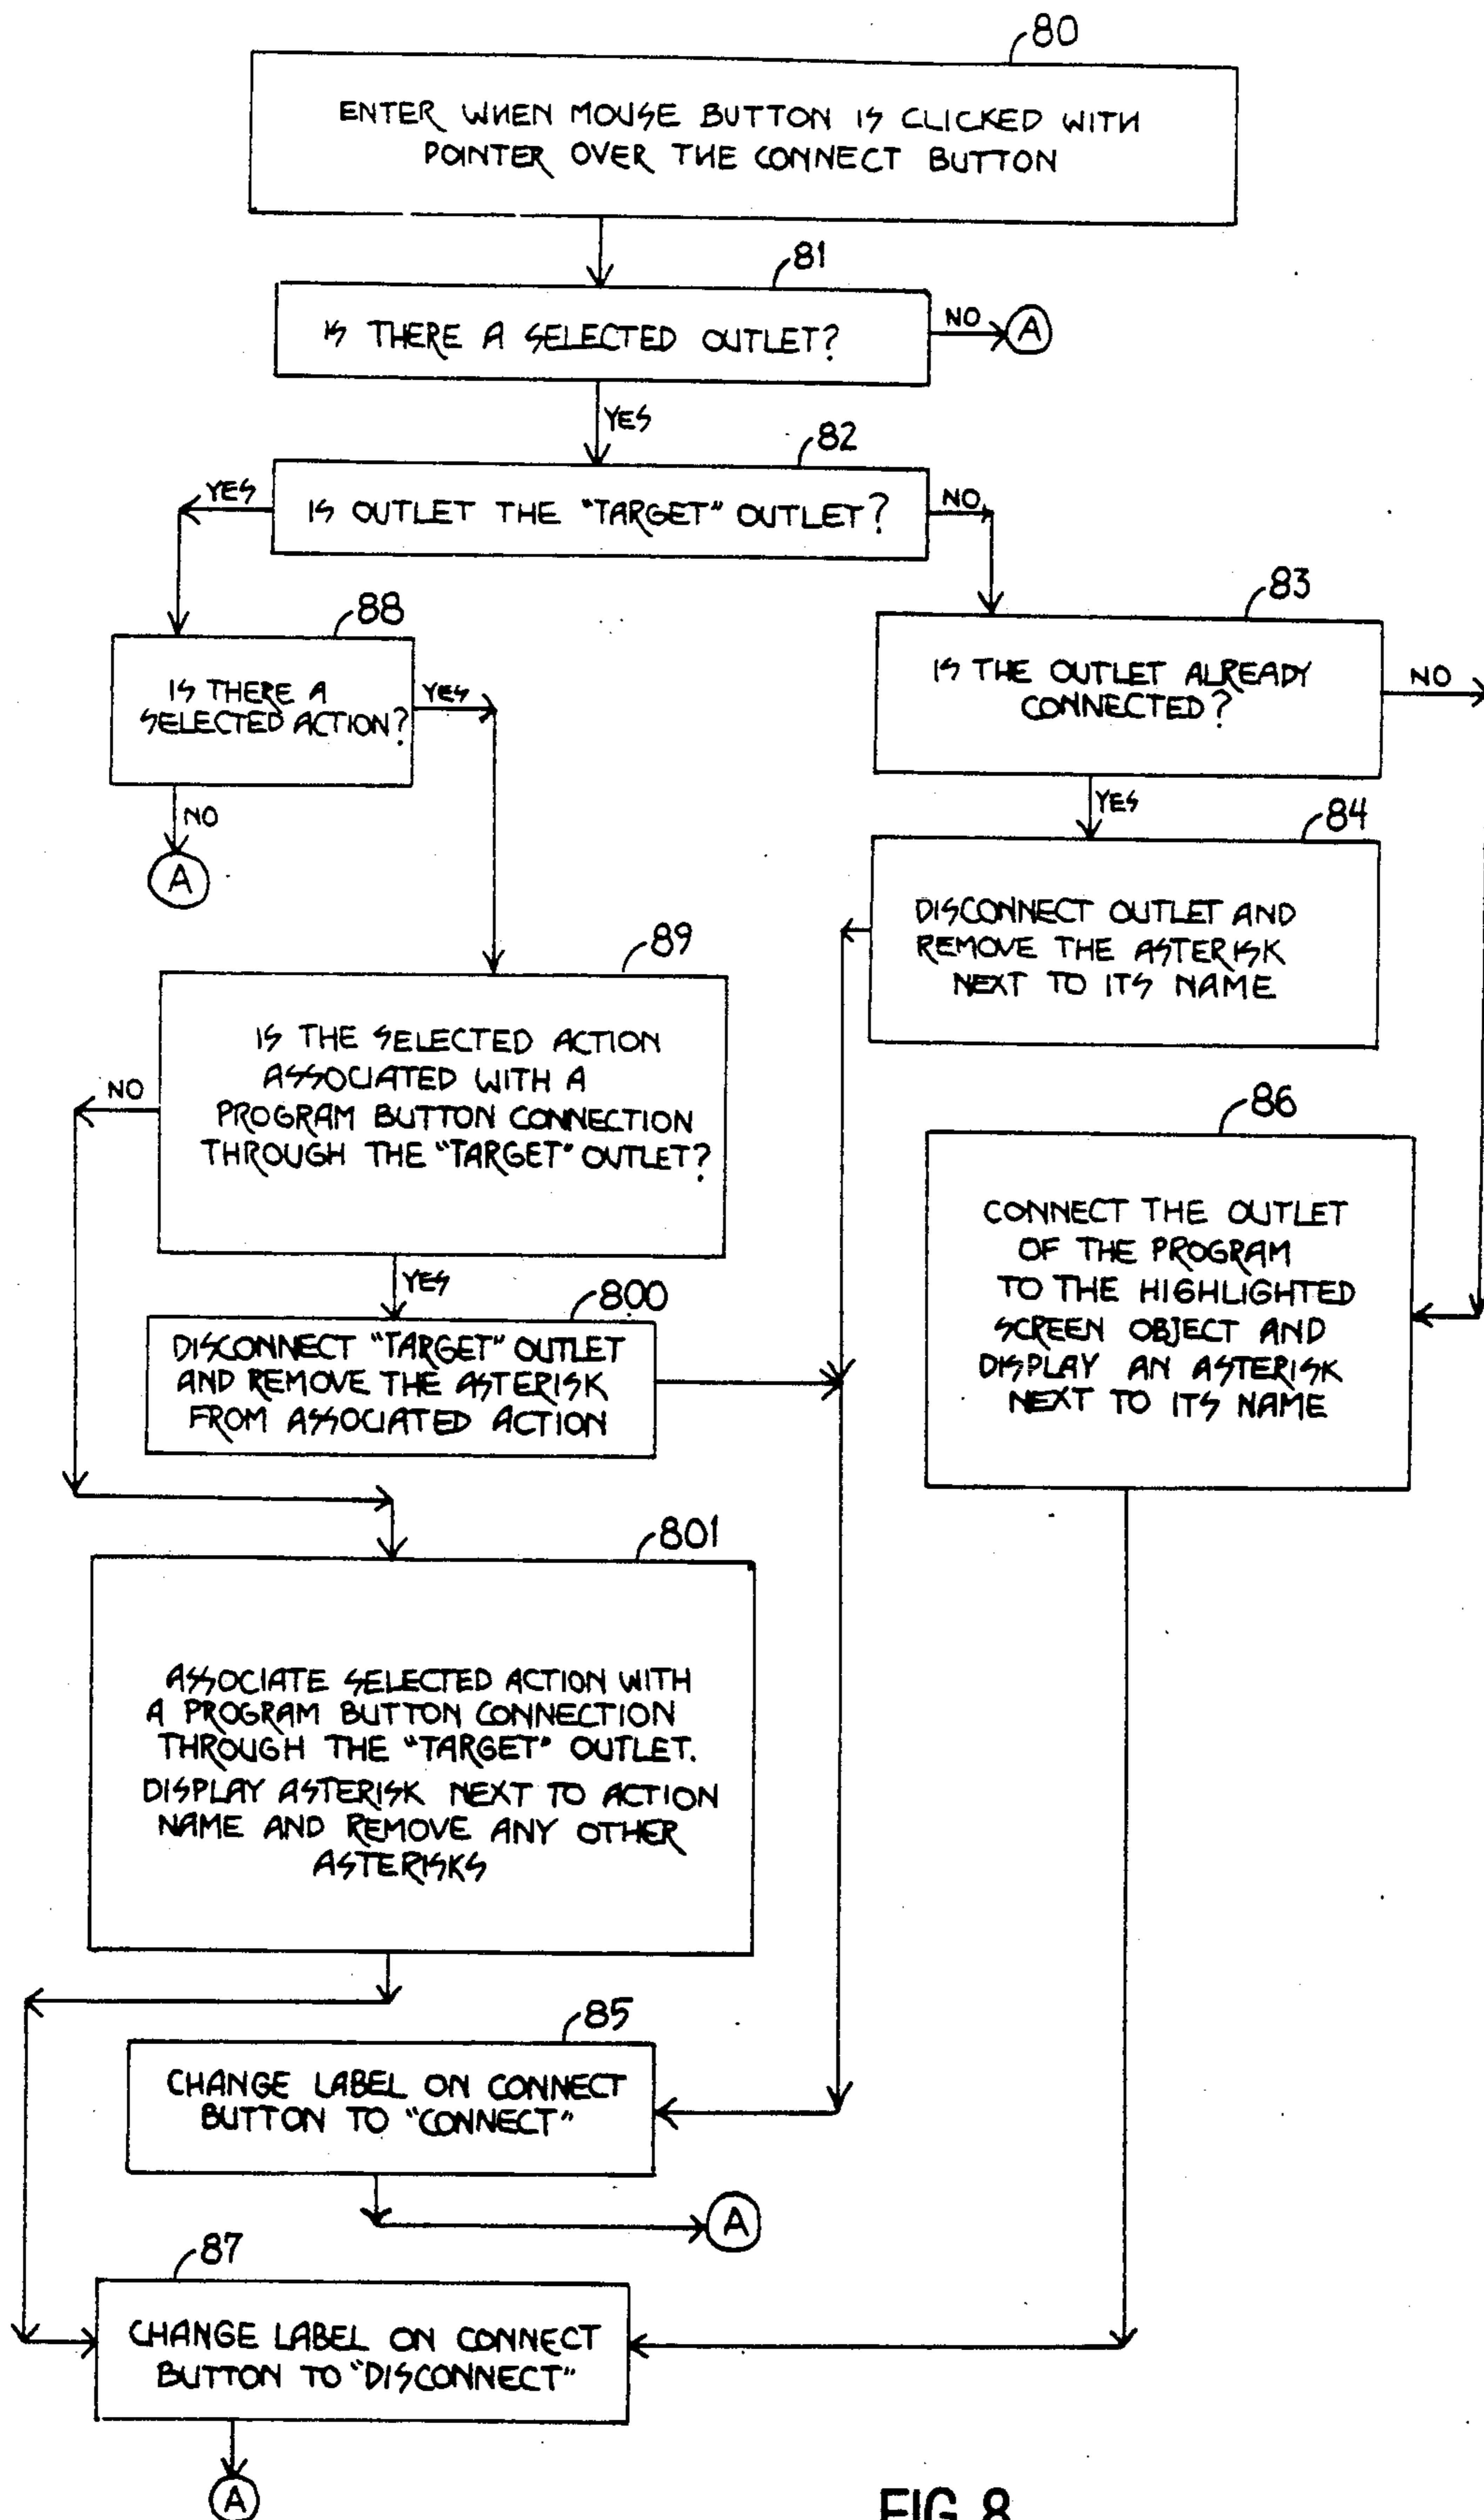 80
ENTER WHEN MOUSE BUTTON IS CLICKED WITH
POINTER OVER THE CONNECT BUTTON
81
IS THERE A SELECTED OUTLET?
NO
A
YES
82
IS OUTLET THE "TARGET" OUTLET?
YES
NO
88
IS THERE A
SELECTED ACTION?
YES
NO
A
83
IS THE OUTLET ALREADY
CONNECTED?
NO
YES
84
DISCONNECT OUTLET AND
REMOVE THE ASTERISK
NEXT TO ITS NAME
89
IS THE SELECTED ACTION
ASSOCIATED WITH A
PROGRAM BUTTON CONNECTION
THROUGH THE "TARGET" OUTLET?
NO
YES
86
CONNECT THE OUTLET
OF THE PROGRAM
TO THE HIGHLIGHTED
SCREEN OBJECT AND
DISPLAY AN ASTERISK
NEXT TO ITS NAME
800
DISCONNECT "TARGET" OUTLET
AND REMOVE THE ASTERISK
FROM ASSOCIATED ACTION
801
ASSOCIATE SELECTED ACTION WITH
A PROGRAM BUTTON CONNECTION
THROUGH THE "TARGET" OUTLET.
DISPLAY ASTERISK NEXT TO ACTION
NAME AND REMOVE ANY OTHER
ASTERISKS
85
CHANGE LABEL ON CONNECT
BUTTON TO "CONNECT"
A
87
CHANGE LABEL ON CONNECT
BUTTON TO "DISCONNECT"
A
FIG. 8